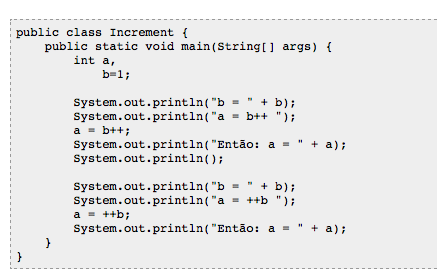 public class Increment {
    public static void main(String[] args) {
        int a,
            b=1;

        System.out.println("b = " + b);
        System.out.println("a = b++ ");
        a = b++;
        System.out.println("Então: a = " + a);
        System.out.println();

        System.out.println("b = " + b);
        System.out.println("a = ++b ");
        a = ++b;
        System.out.println("Então: a = " + a);
    }
}